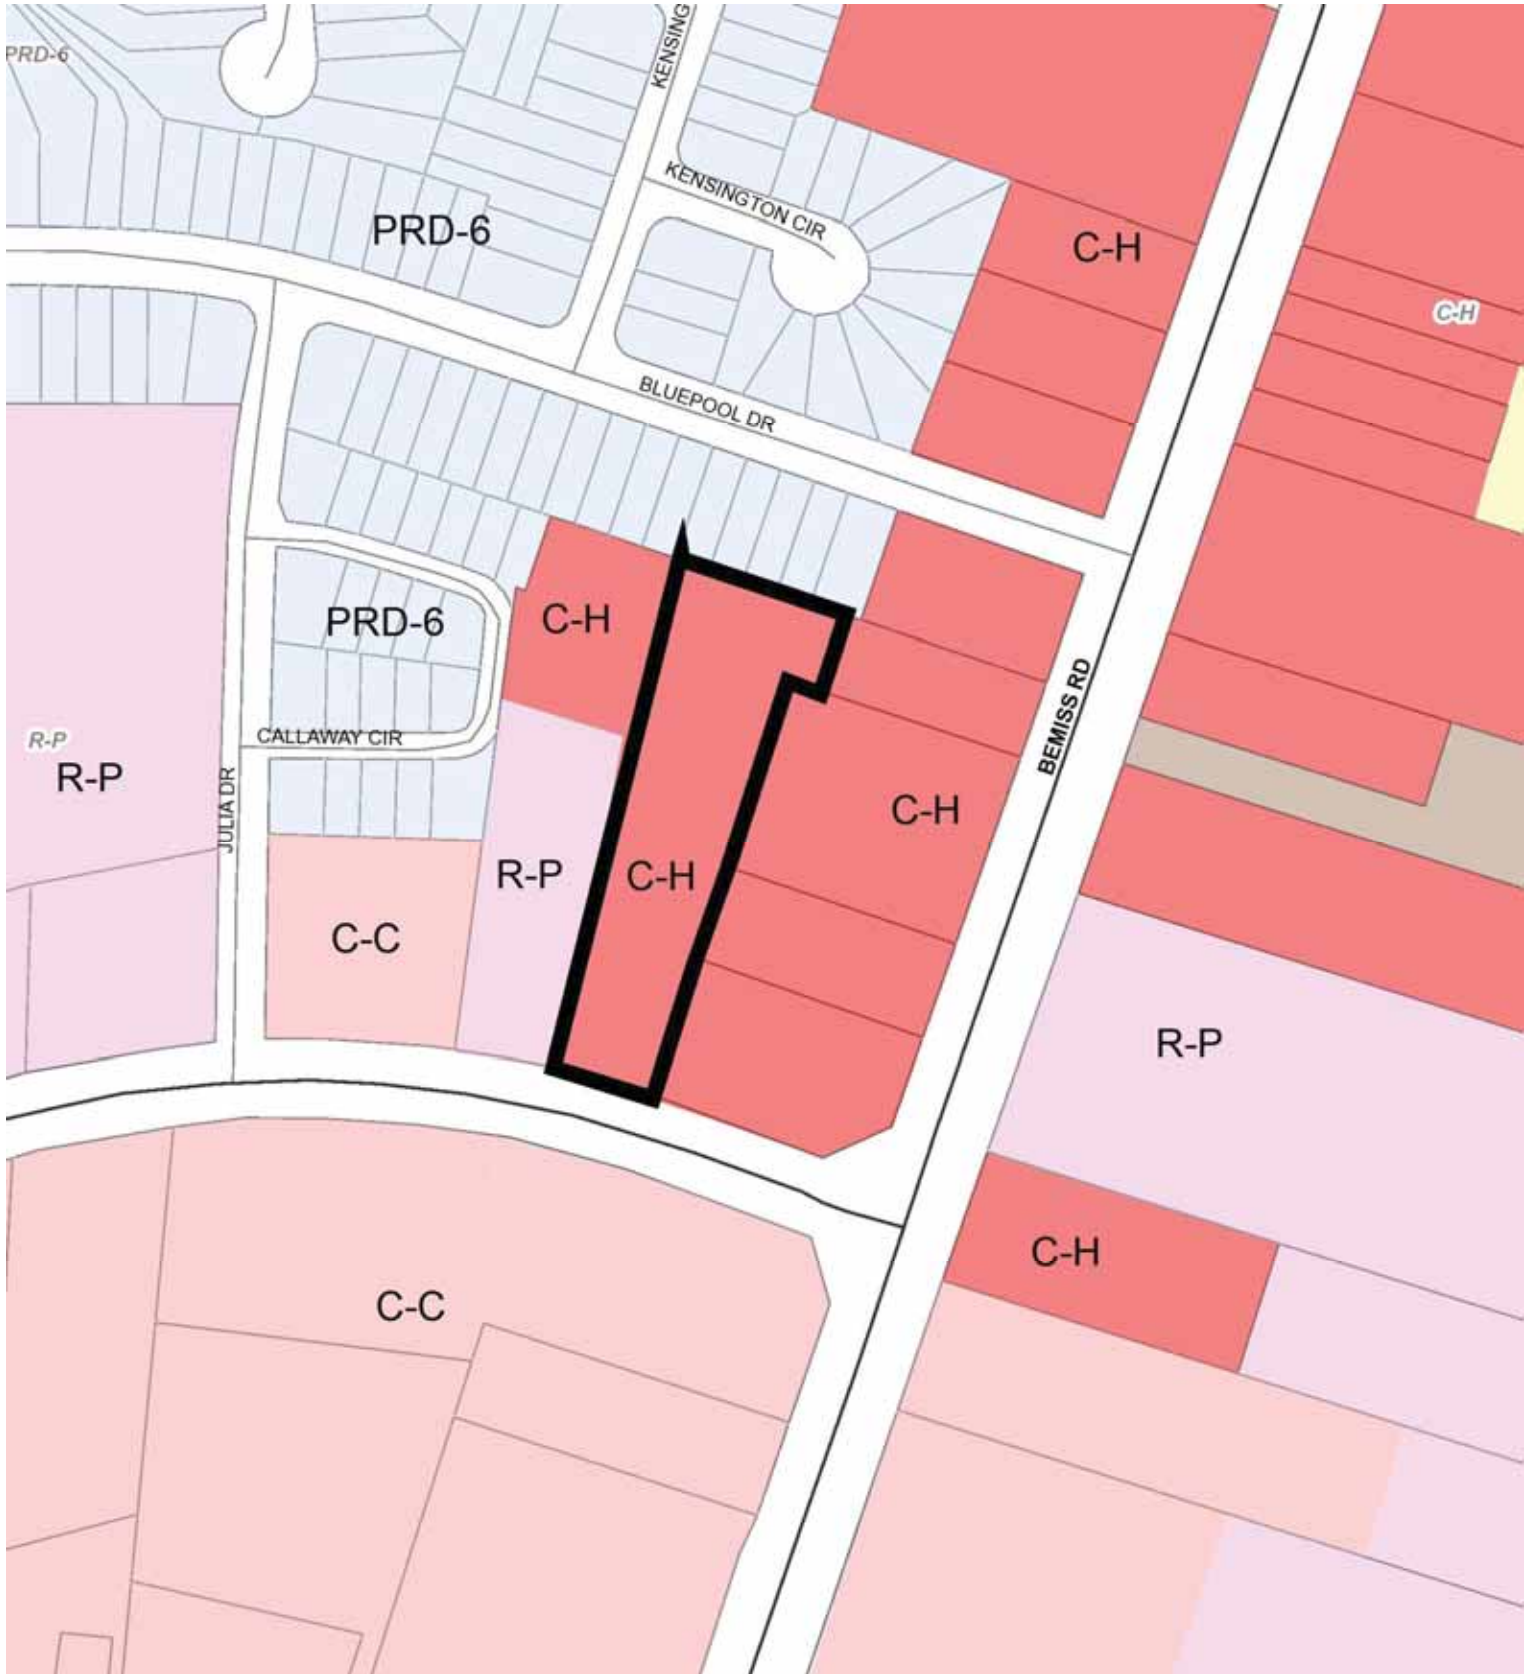 PRD-6
KENSING
KENSINGTON CIR
PRD-6
C-H
C-H
BLUEPOOL DR
PRD-6
C-H
BEMISS RD
R-P
CALLAWAY CIR
R-P
JULIA DR
C-H
R-P
C-H
C-C
R-P
C-H
C-C